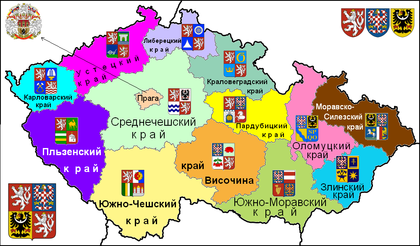 Либерецкий
край
Устецкий
край
Карловарский
край
Краловеградский
край
Прага
Среднечешский
край
Пардубицкий
край
Моравско-
Силезский
край
Пльзенский
край
Оломуцкий
край
край
Височина
Злинский
край
Южно-Чешский
край
Южно-Моравский
край